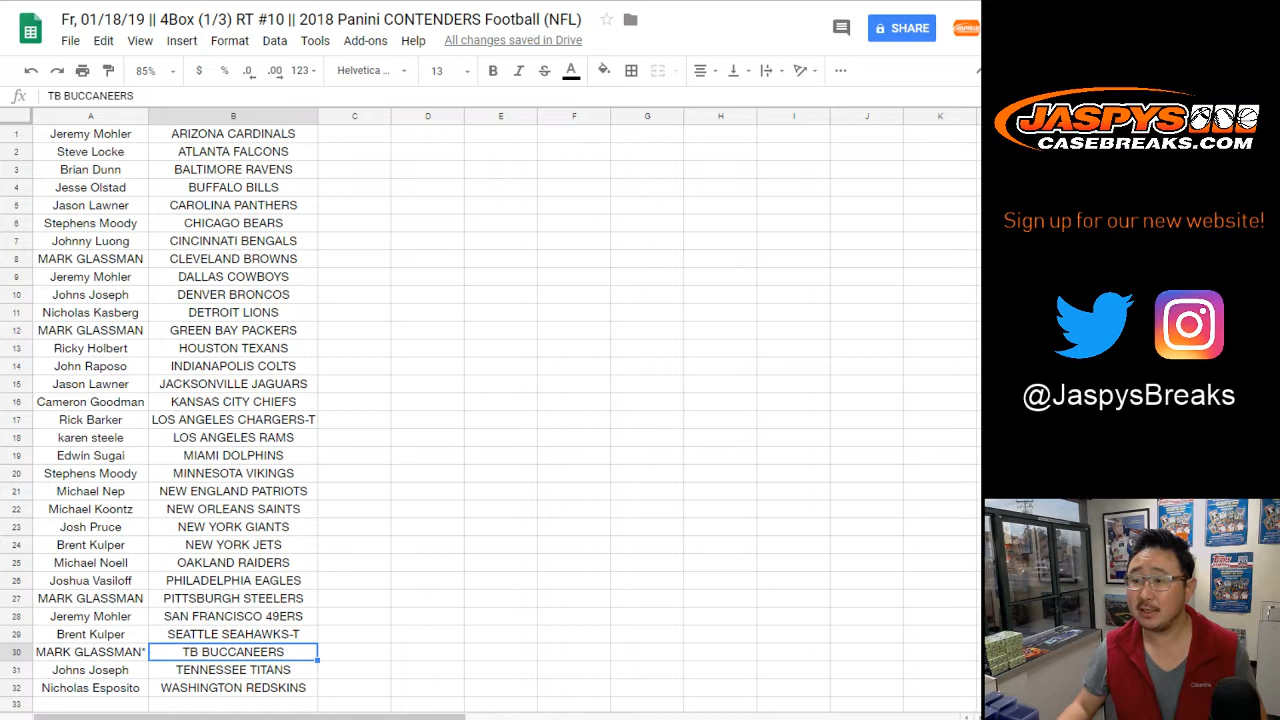 Fr, 01/18/19 || 4Box (1/3) RT #10 || 2018 Panini CONTENDERS Football (NFL)
File Edit View Insert Format Data Tools Add-ons Help All changes saved in Drive
SHARE
85% $ % .0 .00 123 Helvetica ... 13 B I S A
fx TB BUCCANEERS
A B C D E F G H I J K
1 Jeremy Mohler ARIZONA CARDINALS
2 Steve Locke ATLANTA FALCONS
3 Brian Dunn BALTIMORE RAVENS
4 Jesse Olstad BUFFALO BILLS
5 Jason Lawner CAROLINA PANTHERS
6 Stephens Moody CHICAGO BEARS
7 Johnny Luong CINCINNATI BENGALS
8 MARK GLASSMAN CLEVELAND BROWNS
9 Jeremy Mohler DALLAS COWBOYS
10 Johns Joseph DENVER BRONCOS
11 Nicholas Kasberg DETROIT LIONS
12 MARK GLASSMAN GREEN BAY PACKERS
13 Ricky Holbert HOUSTON TEXANS
14 John Raposo INDIANAPOLIS COLTS
15 Jason Lawner JACKSONVILLE JAGUARS
16 Cameron Goodman KANSAS CITY CHIEFS
17 Rick Barker LOS ANGELES CHARGERS-T
18 karen steele LOS ANGELES RAMS
19 Edwin Sugai MIAMI DOLPHINS
20 Stephens Moody MINNESOTA VIKINGS
21 Michael Nep NEW ENGLAND PATRIOTS
22 Michael Koontz NEW ORLEANS SAINTS
23 Josh Pruce NEW YORK GIANTS
24 Brent Kulper NEW YORK JETS
25 Michael Noell OAKLAND RAIDERS
26 Joshua Vasiloff PHILADELPHIA EAGLES
27 MARK GLASSMAN PITTSBURGH STEELERS
28 Jeremy Mohler SAN FRANCISCO 49ERS
29 Brent Kulper SEATTLE SEAHAWKS-T
30 MARK GLASSMAN* TB BUCCANEERS
31 Johns Joseph TENNESSEE TITANS
32 Nicholas Esposito WASHINGTON REDSKINS
33
JASPYS
CASEBREAKS.COM
Sign up for our new website!
@JaspysBreaks
Columbia